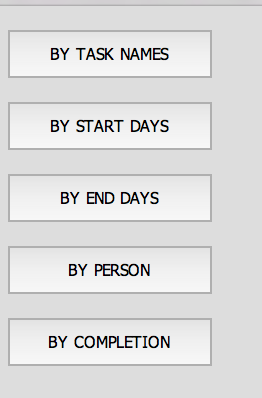 BY TASK NAMES
BY START DAYS
BY END DAYS
BY PERSON
BY COMPLETION